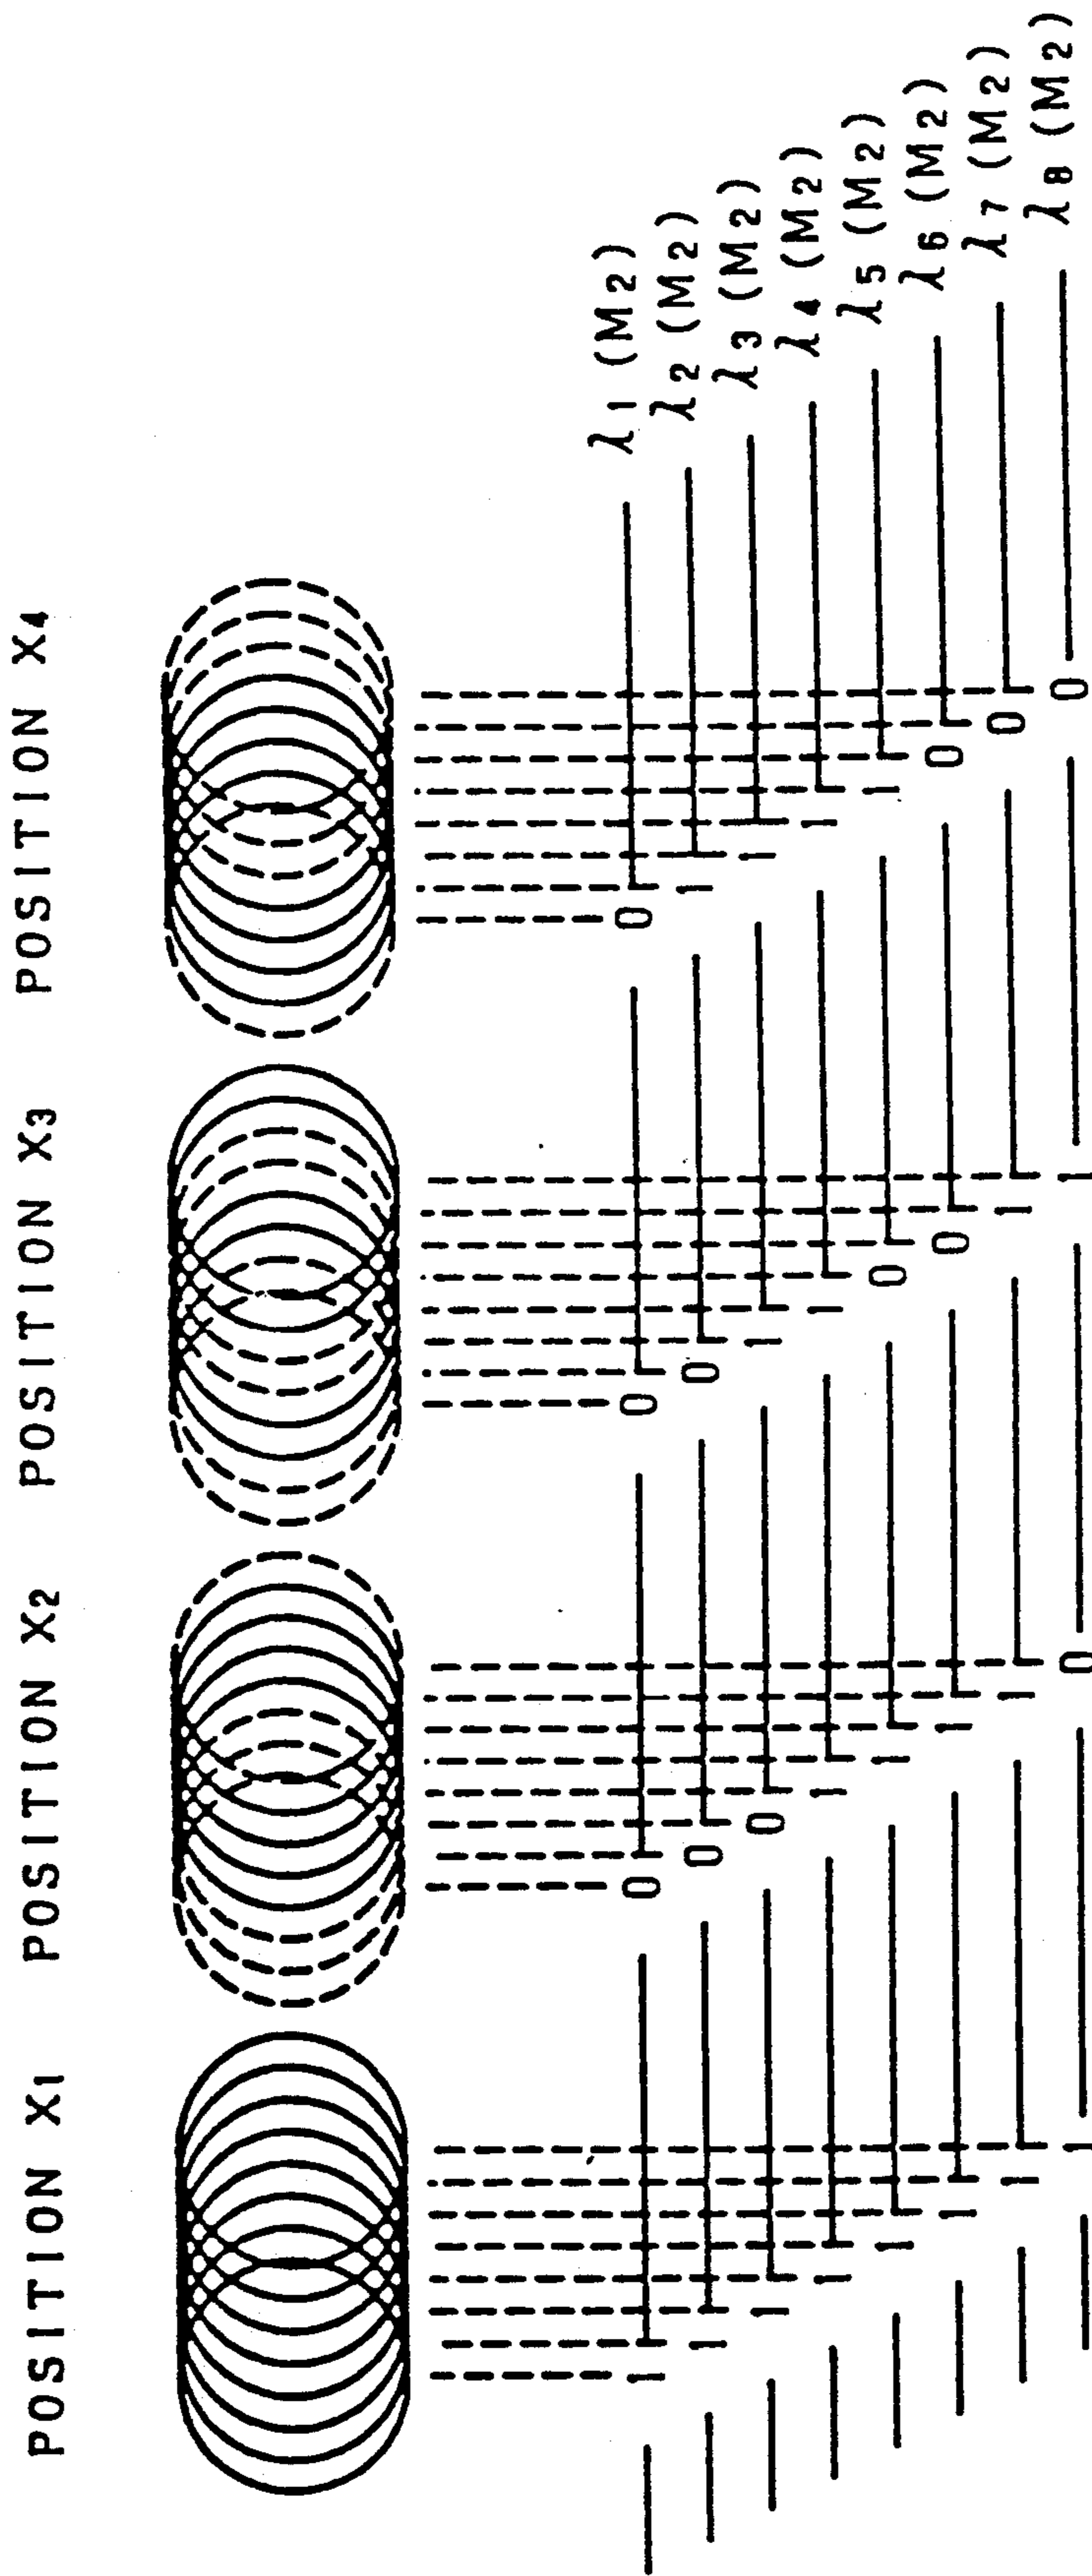 POSITION X1 POSITION X2 POSITION X3 POSITION X4
1 0 0 0 λ1 (M2)
1 0 0 1 λ2 (M2)
1 0 1 1 λ3 (M2)
1 1 1 1 λ4 (M2)
1 1 0 1 λ5 (M2)
1 1 0 0 λ6 (M2)
1 1 1 0 λ7 (M2)
1 0 1 0 λ8 (M2)